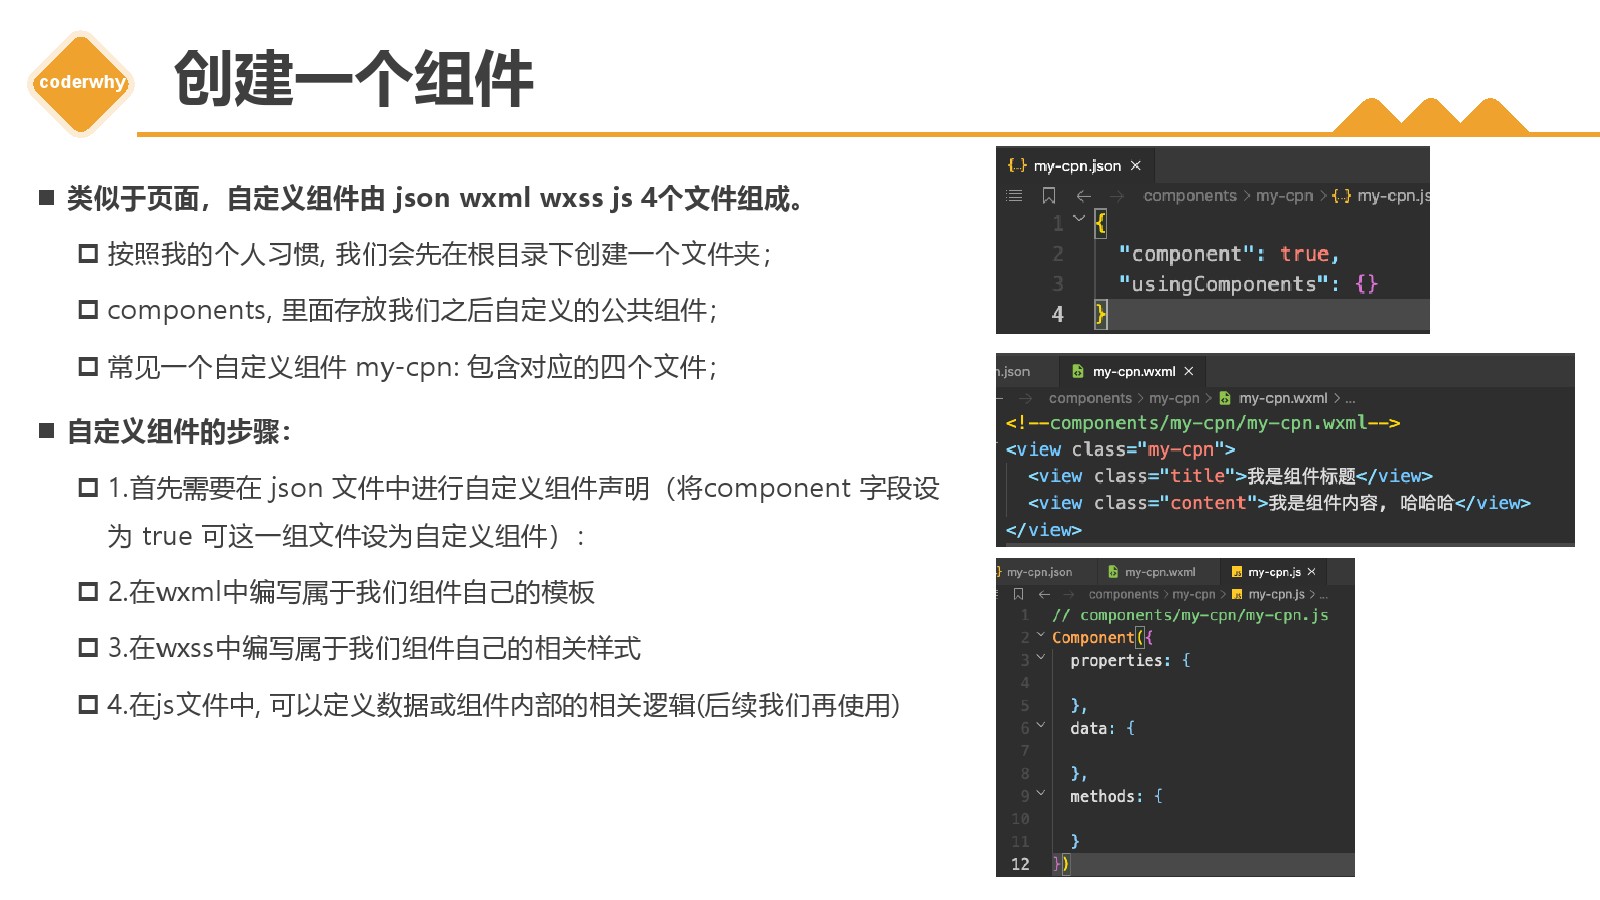 coderwhy
创建一个组件
类似于页面，自定义组件由 json wxml wxss js 4个文件组成。
按照我的个人习惯, 我们会先在根目录下创建一个文件夹；
components, 里面存放我们之后自定义的公共组件；
常见一个自定义组件 my-cpn: 包含对应的四个文件；
自定义组件的步骤：
1.首先需要在 json 文件中进行自定义组件声明（将component 字段设
为 true 可这一组文件设为自定义组件）：
2.在wxml中编写属于我们组件自己的模板
3.在wxss中编写属于我们组件自己的相关样式
4.在js文件中, 可以定义数据或组件内部的相关逻辑(后续我们再使用)
{..} my-cpn.json ×
components > my-cpn > {..} my-cpn.js
1 {
2 "component": true,
3 "usingComponents": {}
4 }
n.json my-cpn.wxml ×
components > my-cpn > my-cpn.wxml > ...
<!--components/my-cpn/my-cpn.wxml-->
<view class="my-cpn">
<view class="title">我是组件标题</view>
<view class="content">我是组件内容, 哈哈哈</view>
</view>
} my-cpn.json my-cpn.wxml JS my-cpn.js ×
components > my-cpn > JS my-cpn.js > ...
1 // components/my-cpn/my-cpn.js
2 Component({
3 properties: {
4
5 },
6 data: {
7
8 },
9 methods: {
10
11 }
12 })